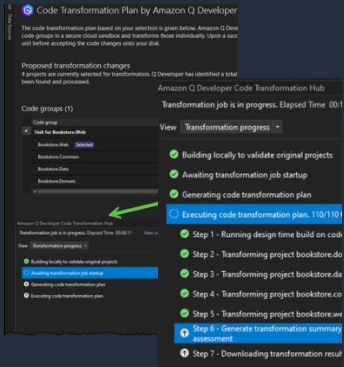 Code Transformation Plan by Amazon Q Developer
The code transformation plan based on your selection is given below. Amazon Q Deve
code groups in a secure cloud sandbox and transforms those individually. Upon a succ
unit before accepting the code changes onto your disk.
Proposed transformation changes
4 projects are currently selected for transformation. Q Developer has identified a total
been found and processed.
Code groups (1)
Code group
Unit for Bookstore.Web
Bookstore.Web Selected
Bookstore.Common
Bookstore.Data
Bookstore.Domain
Amazon Q Developer Code Transformation Hub
Transformation job is in progress. Elapsed Time 00:05:11
View Transformation progress
Building locally to validate original projects
Awaiting transformation job startup
Generating code transformation plan
Executing code transformation plan
Amazon Q Developer Code Transformation Hub
Transformation job is in progress. Elapsed Time 00:1
View Transformation progress
Building locally to validate original projects
Awaiting transformation job startup
Generating code transformation plan
Executing code transformation plan. 110/110
Step 1 - Running design time build on code
Step 2 - Transforming project bookstore.do
Step 3 - Transforming project bookstore.da
Step 4 - Transforming project bookstore.co
Step 5 - Transforming project bookstore.we
Step 6 - Generate transformation summary
assessment
Step 7 - Downloading transformation result